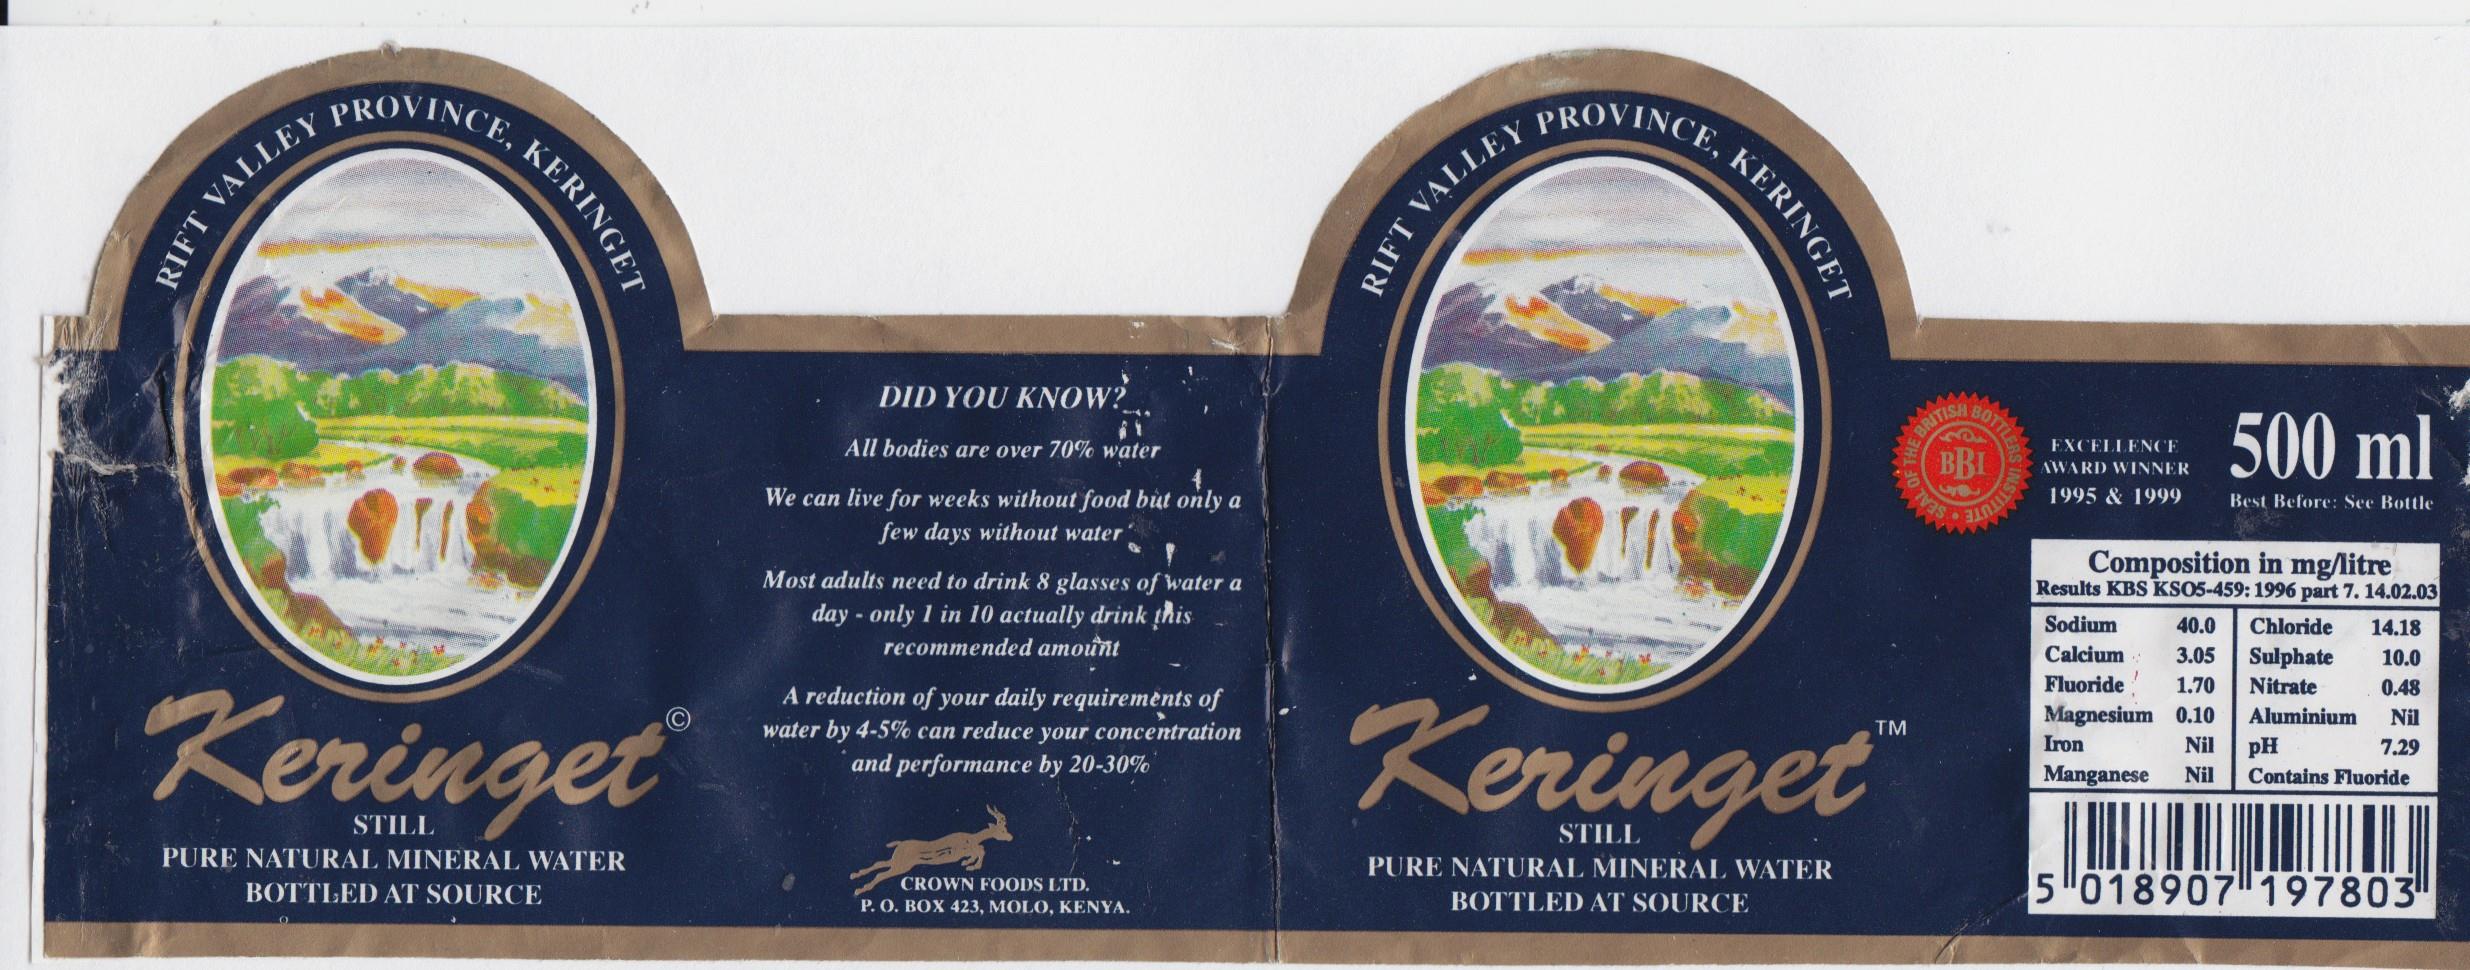 RIFT VALLEY PROVINCE, KERINGET
Keringet ©
STILL
PURE NATURAL MINERAL WATER
BOTTLED AT SOURCE
DID YOU KNOW?
All bodies are over 70% water
We can live for weeks without food but only a
few days without water
Most adults need to drink 8 glasses of water a
day - only 1 in 10 actually drink this
recommended amount
A reduction of your daily requirements of
water by 4-5% can reduce your concentration
and performance by 20-30%
CROWN FOODS LTD.
P. O. BOX 423, MOLO, KENYA.
RIFT VALLEY PROVINCE, KERINGET
Keringet ™
STILL
PURE NATURAL MINERAL WATER
BOTTLED AT SOURCE
SEAL OF THE BRITISH BOTTLERS INSTITUTE •
BBI
EXCELLENCE
AWARD WINNER
1995 & 1999
500 ml
Best Before: See Bottle
Composition in mg/litre
Results KBS KSO5-459: 1996 part 7. 14.02.03
Sodium 40.0 Chloride 14.18
Calcium 3.05 Sulphate 10.0
Fluoride 1.70 Nitrate 0.48
Magnesium 0.10 Aluminium Nil
Iron Nil pH 7.29
Manganese Nil Contains Fluoride
5 018907 197803